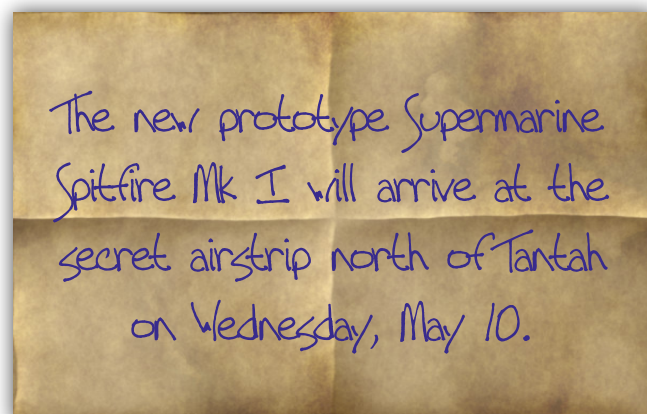 The new prototype Supermarine
Spitfire Mk I will arrive at the
secret airstrip north of Tantah
on Wednesday, May 10.